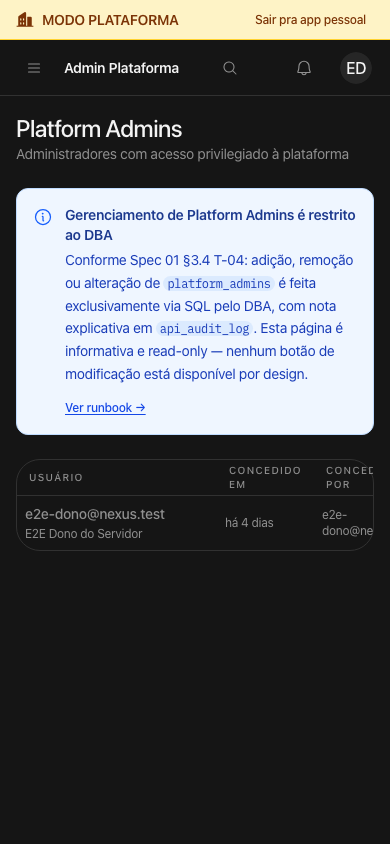 MODO PLATAFORMA
Sair pra app pessoal
Admin Plataforma
ED
Platform Admins
Administradores com acesso privilegiado à plataforma
Gerenciamento de Platform Admins é restrito
ao DBA
Conforme Spec 01 §3.4 T-04: adição, remoção
ou alteração de platform_admins é feita
exclusivamente via SQL pelo DBA, com nota
explicativa em api_audit_log . Esta página é
informativa e read-only — nenhum botão de
modificação está disponível por design.
Ver runbook →
USUÁRIO
CONCEDIDO
EM
CONCED
POR
e2e-dono@nexus.test
E2E Dono do Servidor
há 4 dias
e2e-
dono@ne